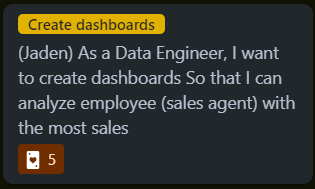 Create dashboards
(Jaden) As a Data Engineer, I want
to create dashboards So that I can
analyze employee (sales agent) with
the most sales
5